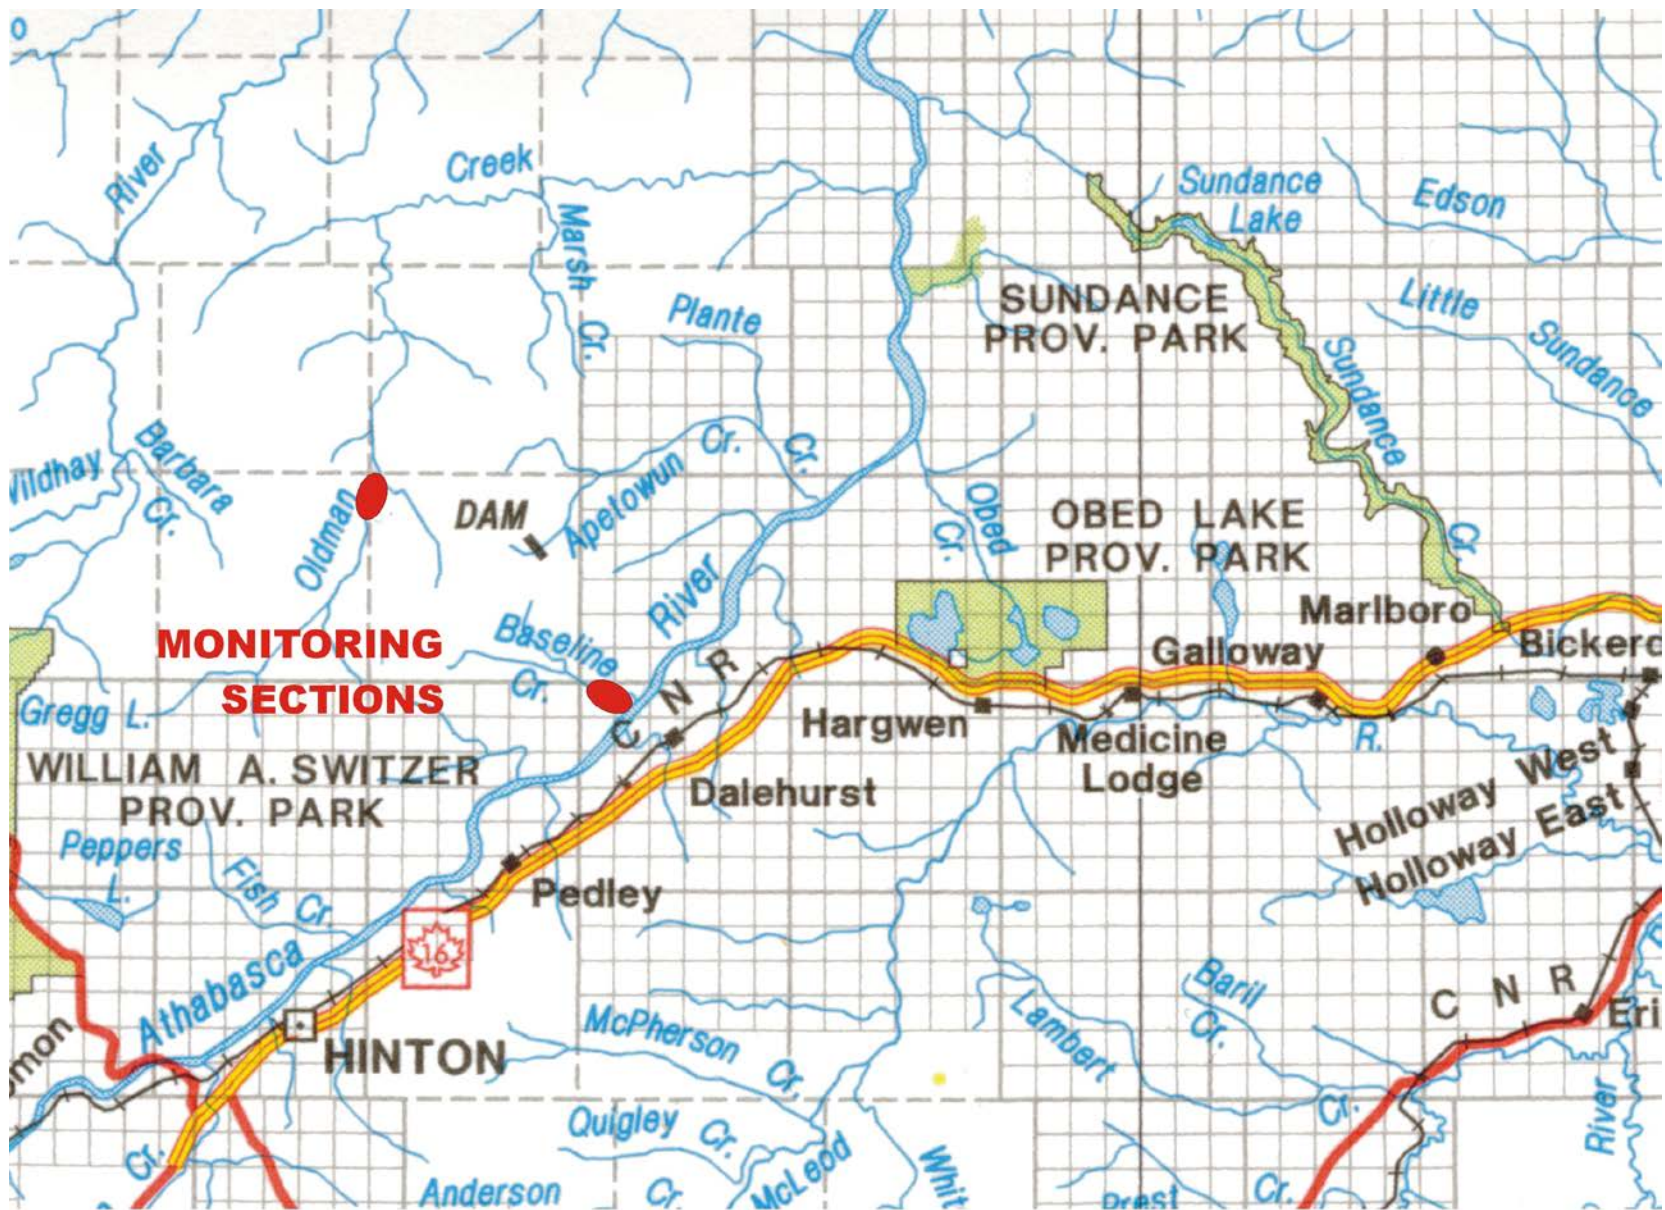 Creek
River
Sundance
Lake
Edson
Marsh
Cr.
Plante
Cr.
SUNDANCE
PROV. PARK
Little
Sundance
Sundance
Cr.
Barbara
Cr.
Oldman
DAM
Apetowun
Cr.
Obed
Cr.
OBED LAKE
PROV. PARK
River
Baseline
Cr.
MONITORING
SECTIONS
Marlboro
Galloway
Gregg L.
C N R
Hargwen
Medicine
Lodge
R.
WILLIAM A. SWITZER
PROV. PARK
Dalehurst
Holloway West
Holloway East
Peppers
L.
Fish Cr.
Pedley
16
Athabasca
HINTON
McPherson
Cr.
Lambert
Cr.
Baril
Cr.
C N R
River
Quigley Cr.
Cr.
Anderson
Cr.
McLeod
Cr.